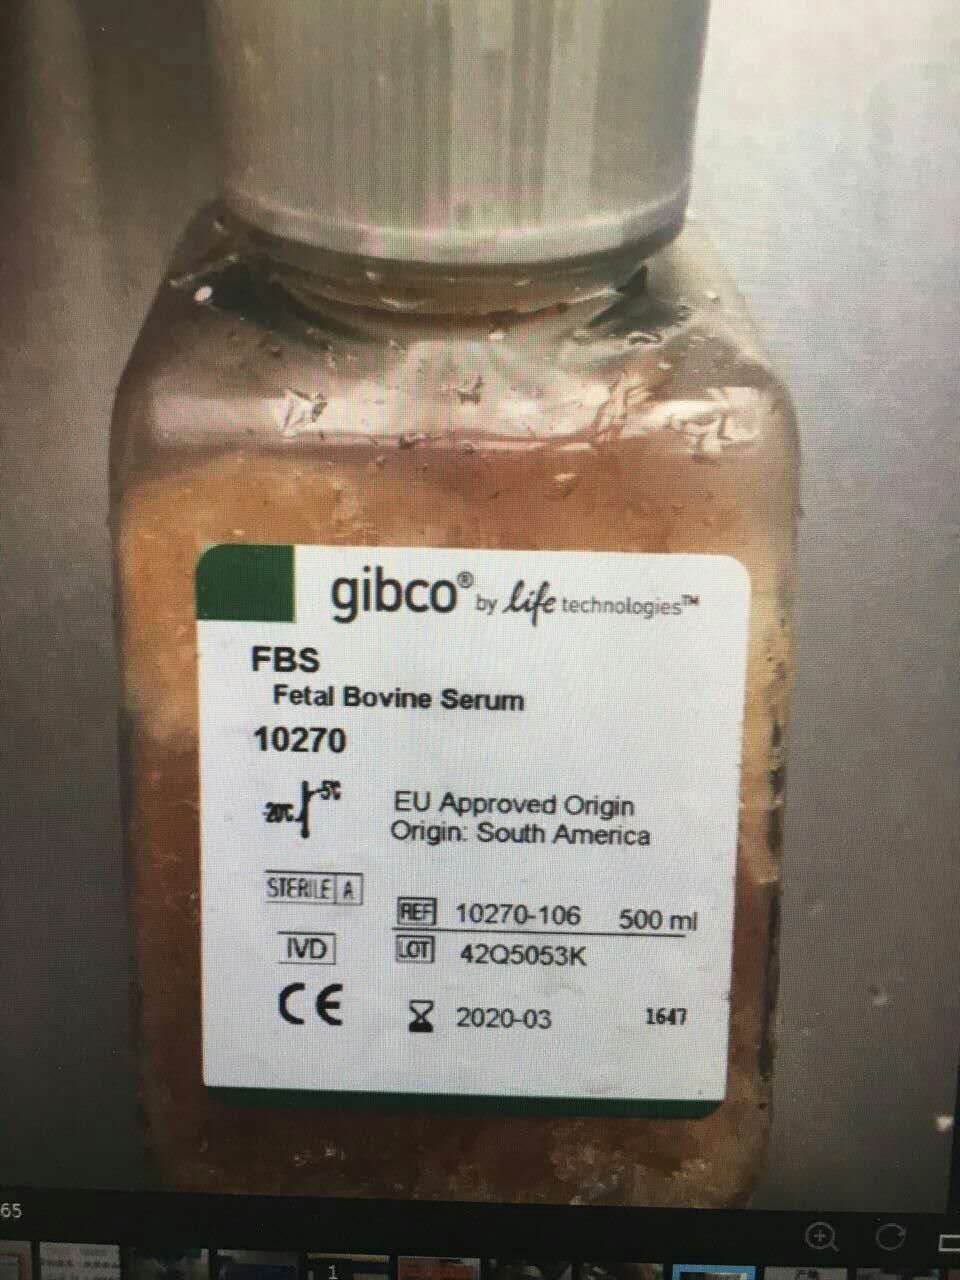 gibco® by life technologies™
FBS
Fetal Bovine Serum
10270
-5°C
-20°C
EU Approved Origin
Origin: South America
STERILE A
REF 10270-106 500 ml
IVD
LOT 42Q5053K
CE
2020-03 1647
65
1